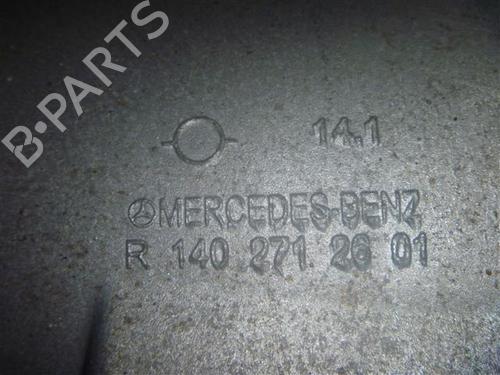 B-PARTS
14.1
MERCEDES-BENZ
R 140 271 26 01